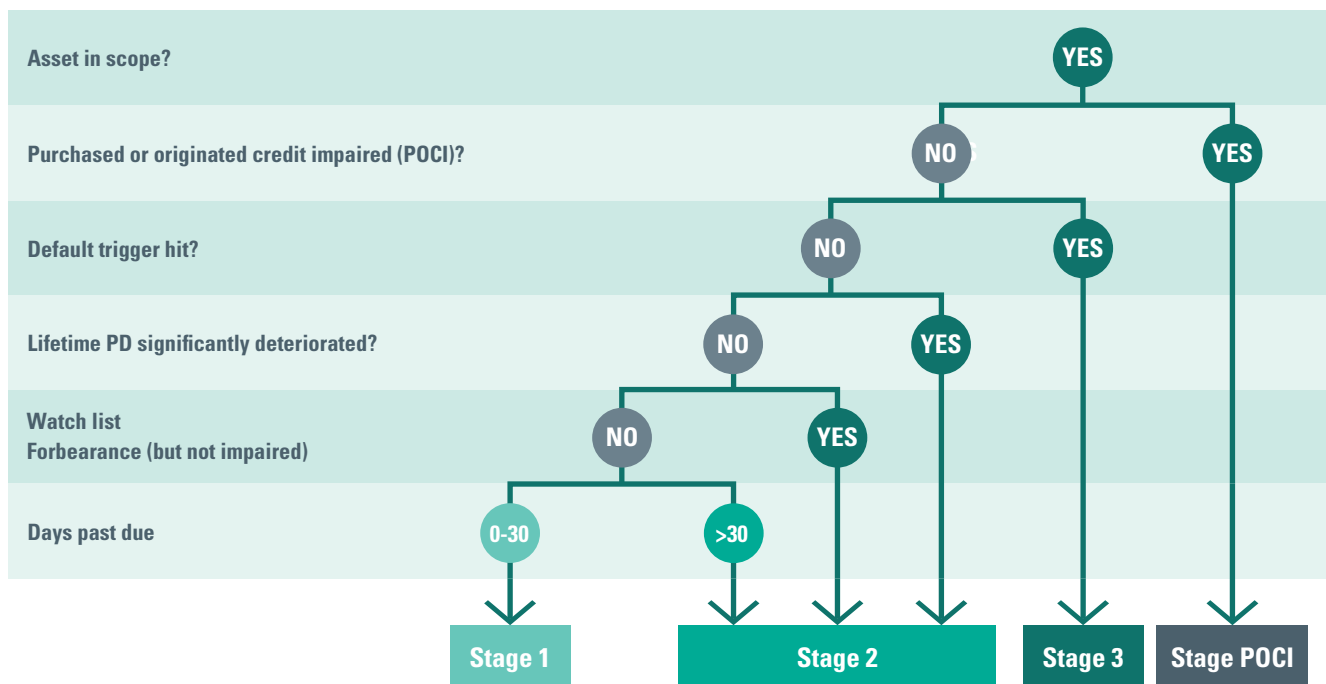 Asset in scope?
YES
Purchased or originated credit impaired (POCI)?
NO
YES
Default trigger hit?
NO
YES
Lifetime PD significantly deteriorated?
NO
YES
Watch list
Forbearance (but not impaired)
NO
YES
Days past due
0-30
>30
Stage 1
Stage 2
Stage 3
Stage POCI